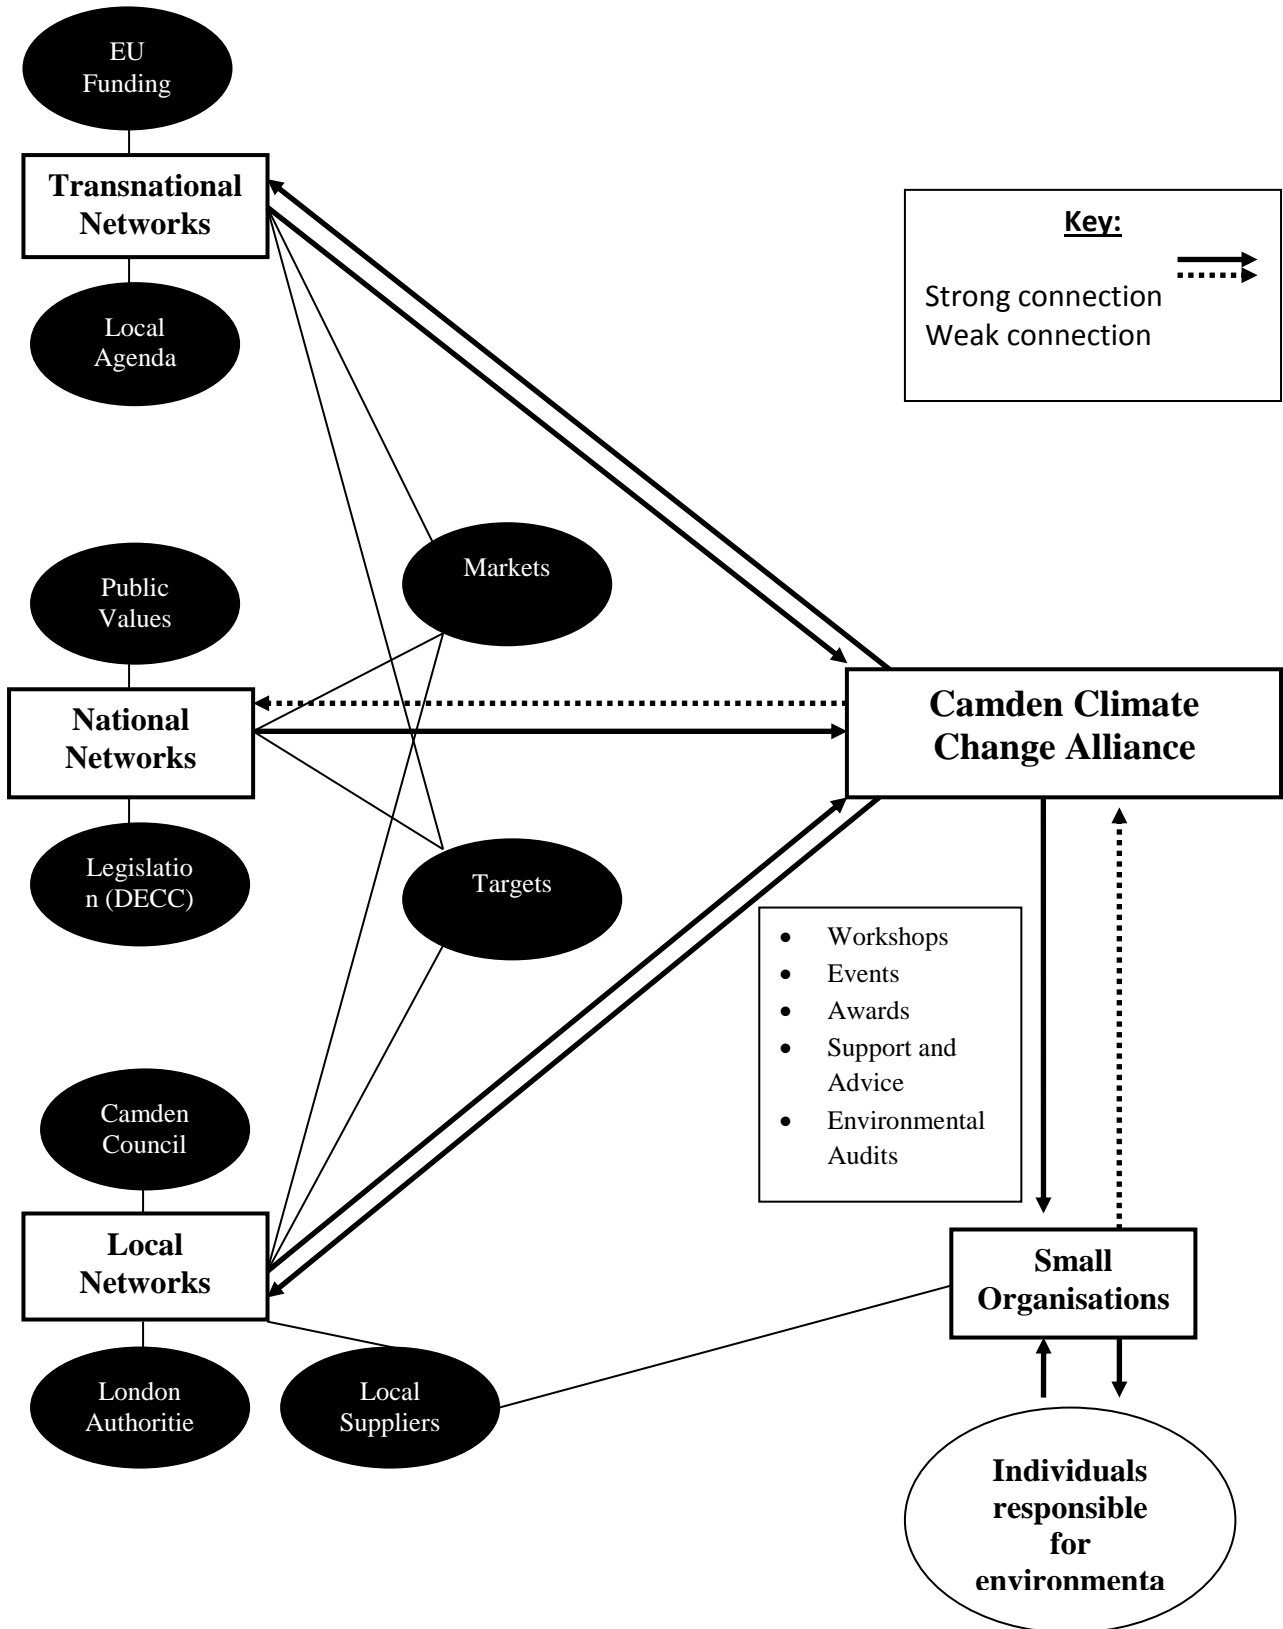 EU
Funding
Transnational
Networks
Key:
Strong connection
Weak connection
Local
Agenda
Markets
Public
Values
National
Networks
Camden Climate
Change Alliance
Legislatio
n (DECC)
Targets
• Workshops
• Events
• Awards
• Support and
Advice
• Environmental
Audits
Camden
Council
Local
Networks
Small
Organisations
London
Authoritie
Local
Suppliers
Individuals
responsible
for
environmenta